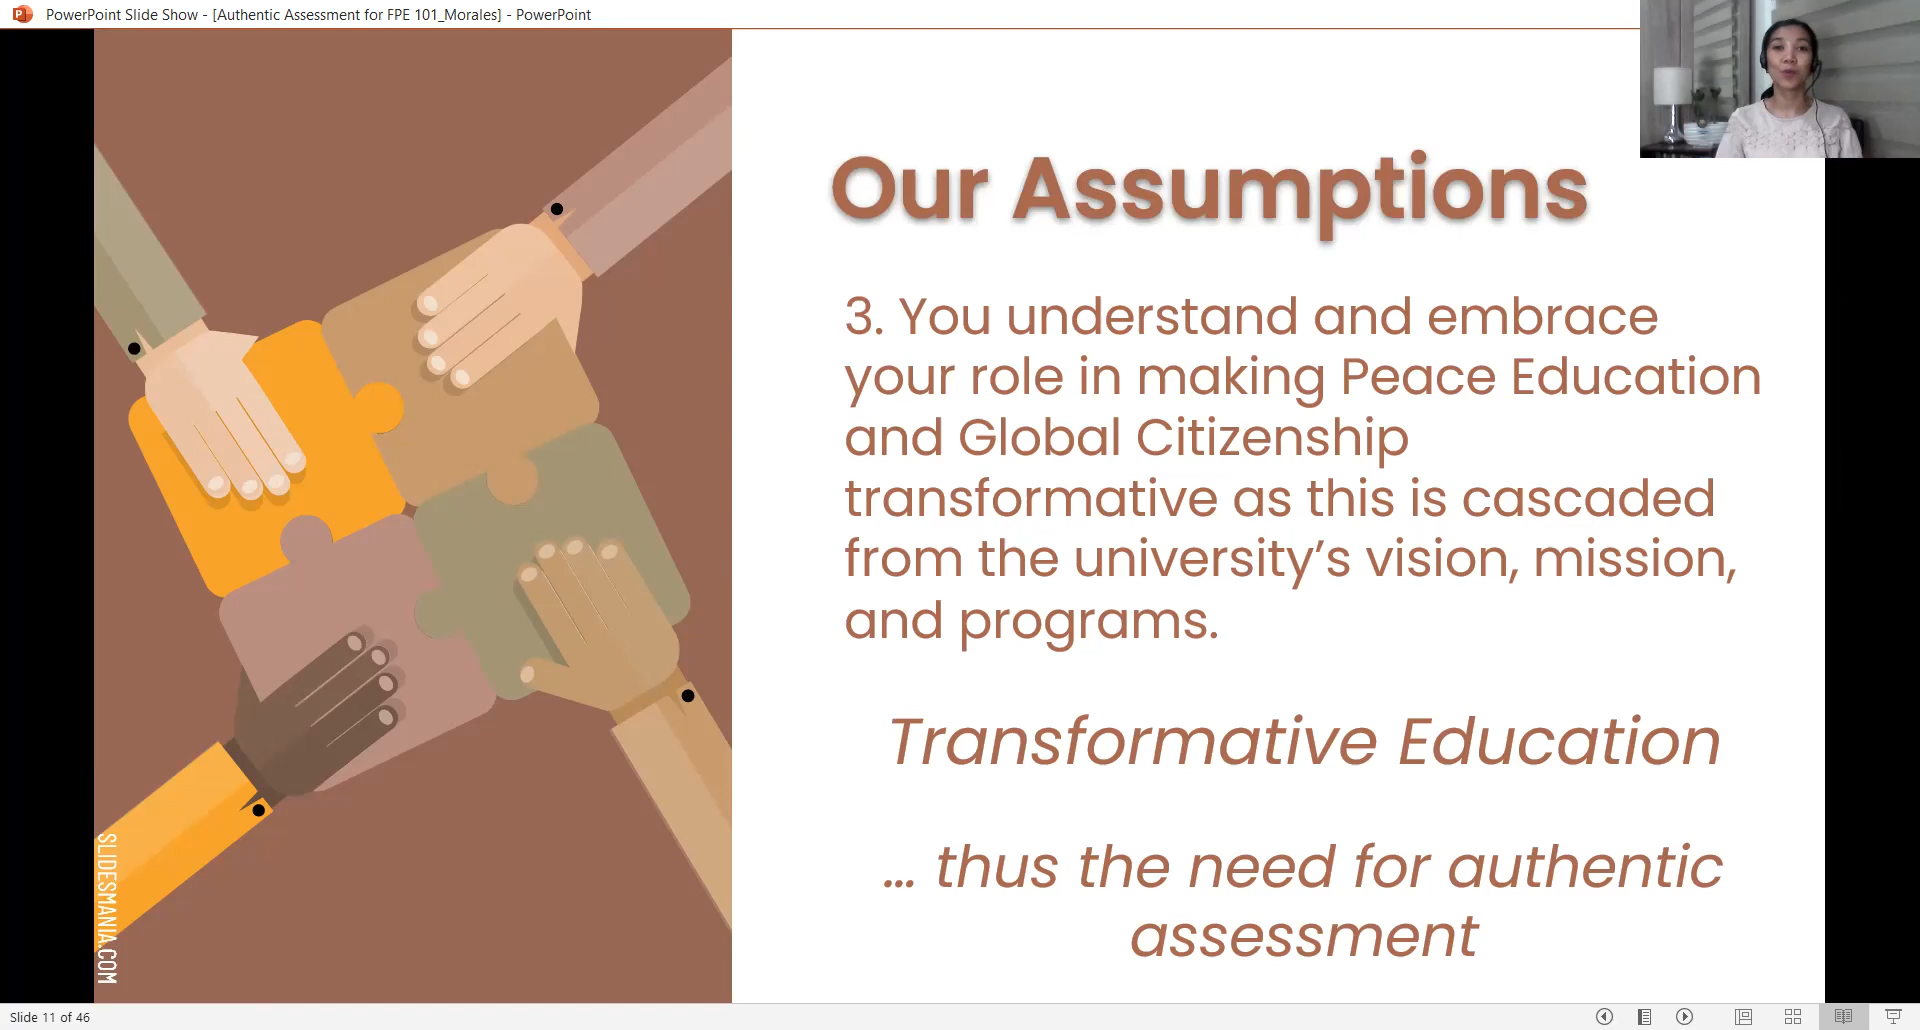 PowerPoint Slide Show - [Authentic Assessment for FPE 101_Morales] - PowerPoint
Our Assumptions
3. You understand and embrace
your role in making Peace Education
and Global Citizenship
transformative as this is cascaded
from the university’s vision, mission,
and programs.
Transformative Education
... thus the need for authentic
assessment
SLIDESMANIA.COM
Slide 11 of 46